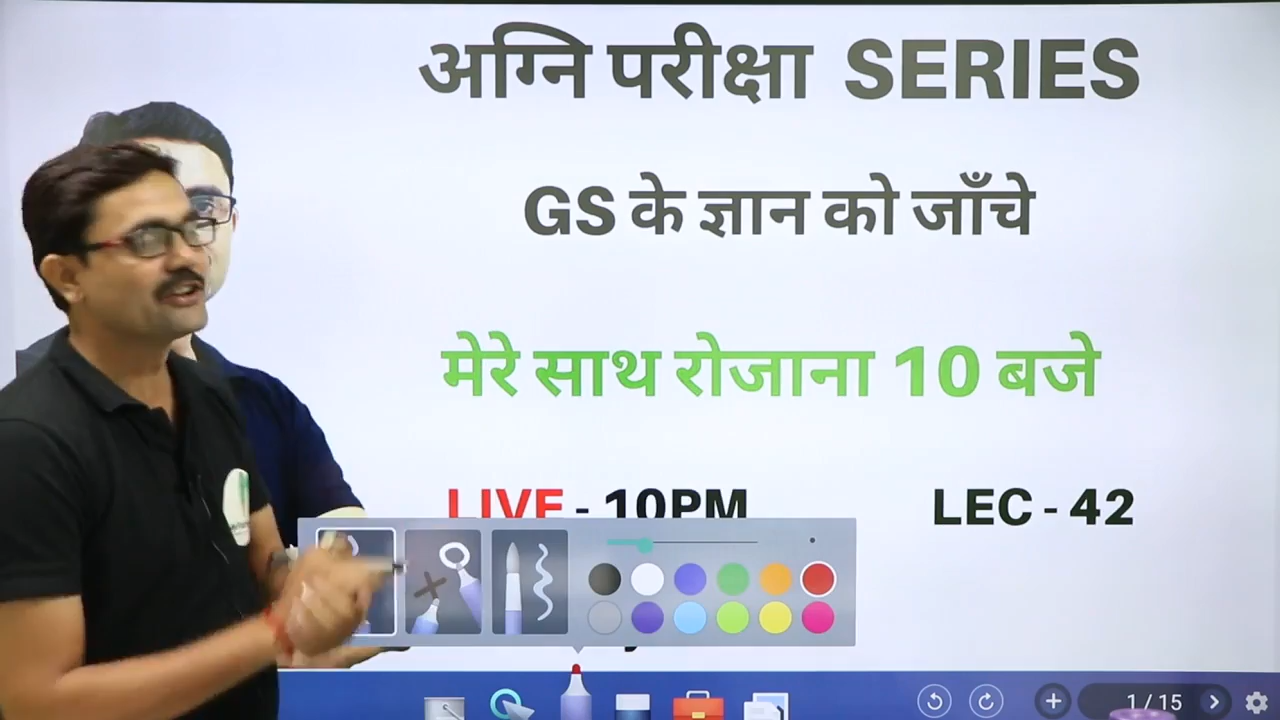 अग्नि परीक्षा SERIES
GS के ज्ञान को जाँचे
मेरे साथ रोजाना 10 बजे
LIVE - 10PM
LEC - 42
1 / 15